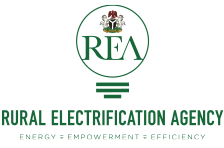 REA
RURAL ELECTRIFICATION AGENCY
ENERGY = EMPOWERMENT = EFFICIENCY